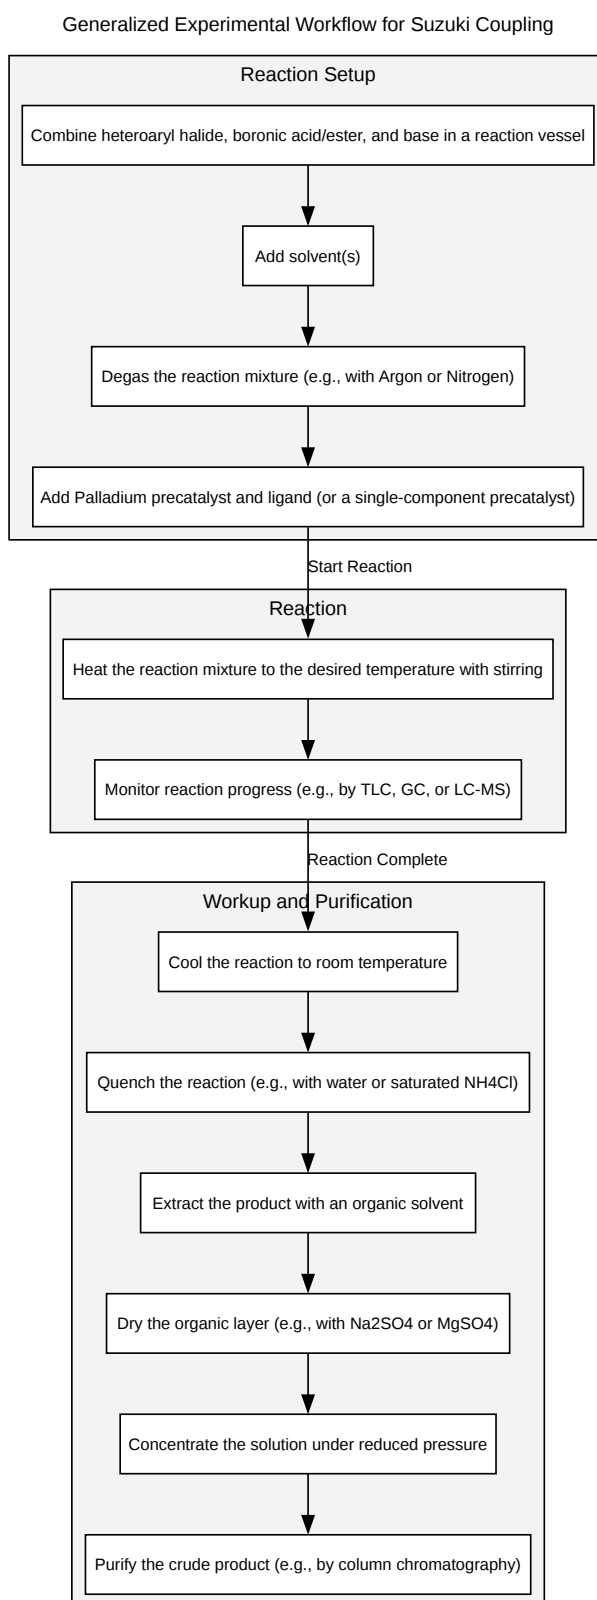 Generalized Experimental Workflow for Suzuki Coupling
Reaction Setup
Combine heteroaryl halide, boronic acid/ester, and base in a reaction vessel
Add solvent(s)
Degas the reaction mixture (e.g., with Argon or Nitrogen)
Add Palladium precatalyst and ligand (or a single-component precatalyst)
Start Reaction
Reaction
Heat the reaction mixture to the desired temperature with stirring
Monitor reaction progress (e.g., by TLC, GC, or LC-MS)
Reaction Complete
Workup and Purification
Cool the reaction to room temperature
Quench the reaction (e.g., with water or saturated NH4Cl)
Extract the product with an organic solvent
Dry the organic layer (e.g., with Na2SO4 or MgSO4)
Concentrate the solution under reduced pressure
Purify the crude product (e.g., by column chromatography)